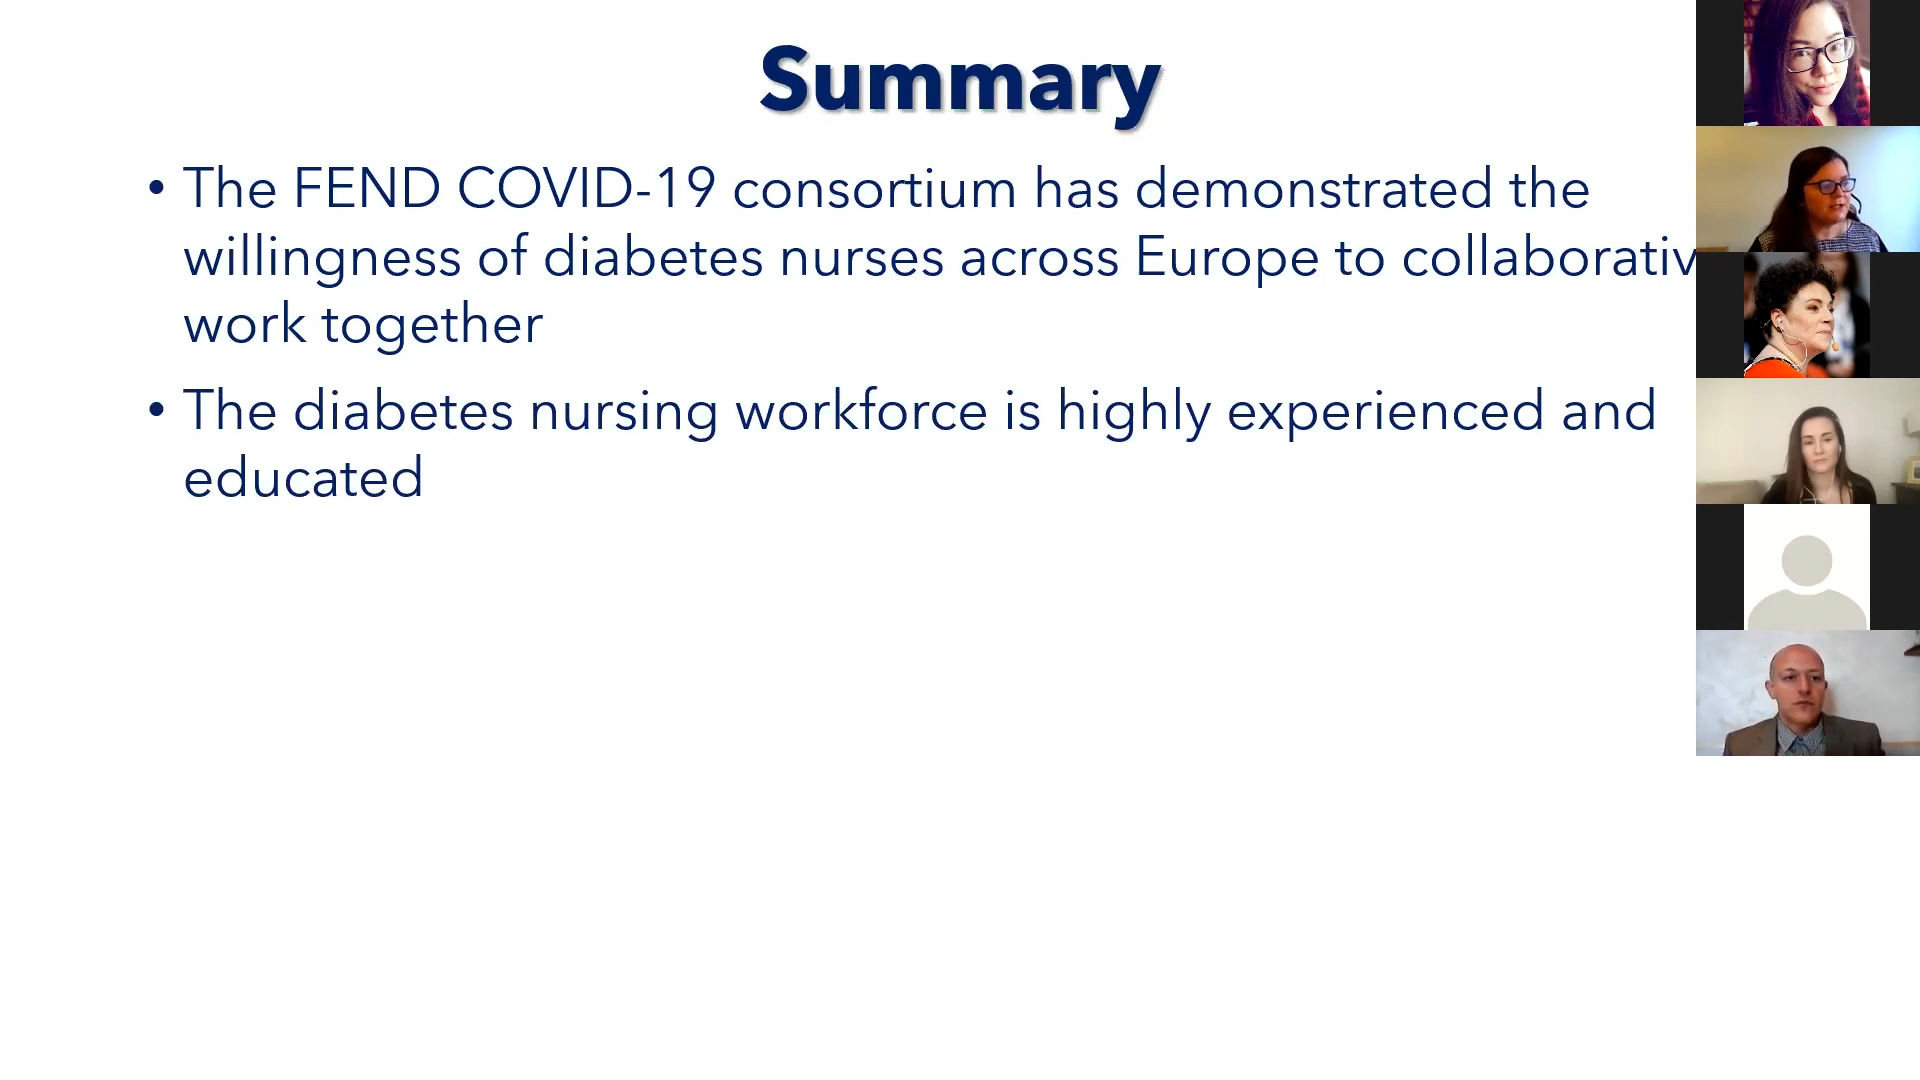 Summary
• The FEND COVID-19 consortium has demonstrated the
willingness of diabetes nurses across Europe to collaborativ
work together
• The diabetes nursing workforce is highly experienced and
educated